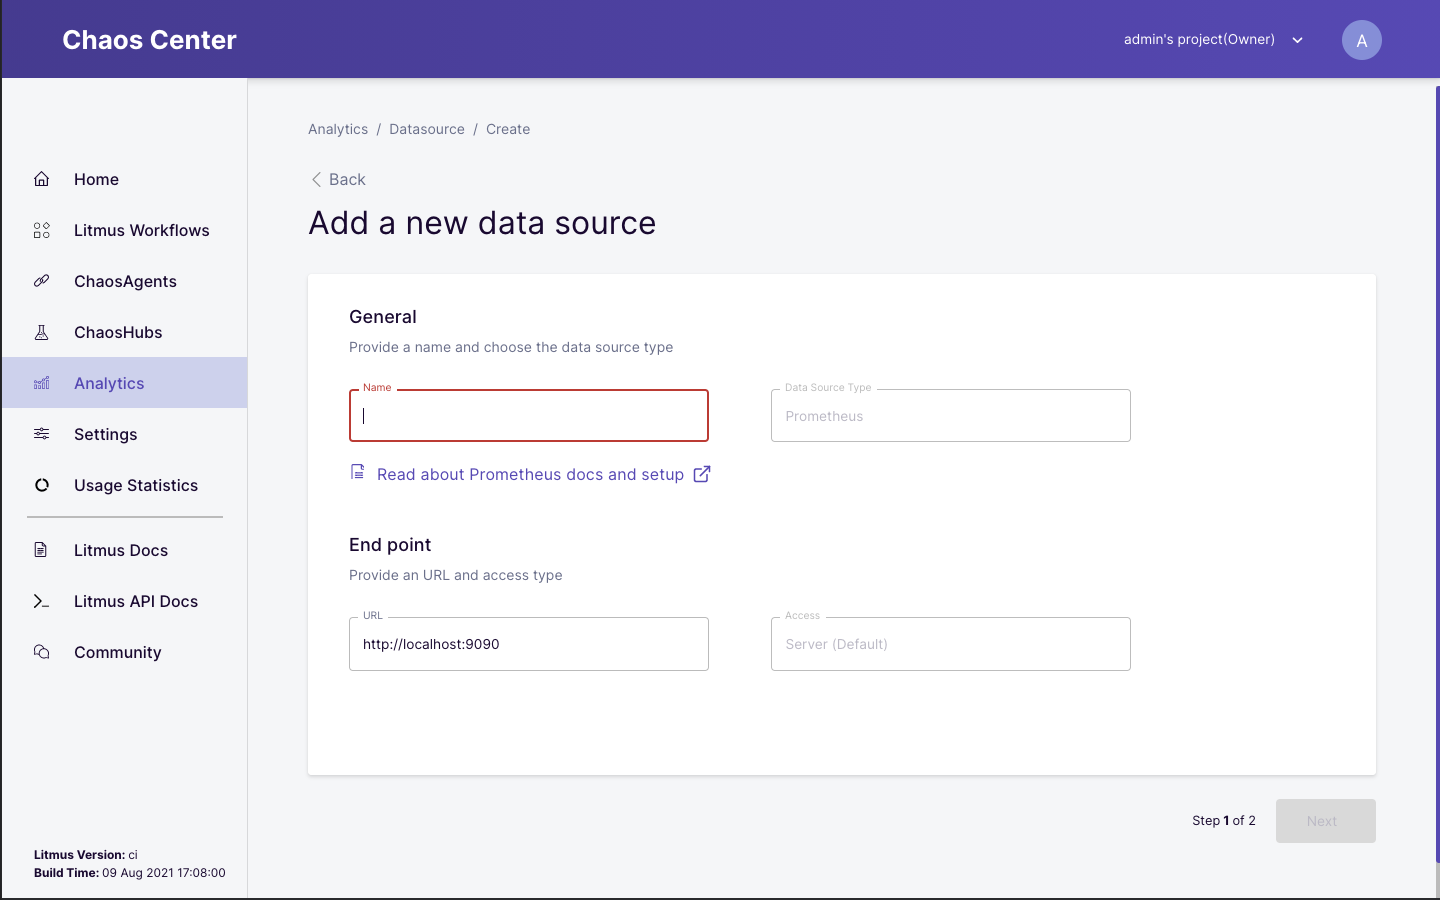 Chaos Center
admin's project(Owner)
A
Home
Litmus Workflows
ChaosAgents
ChaosHubs
Analytics
Settings
Usage Statistics
Litmus Docs
Litmus API Docs
Community
Litmus Version: ci
Build Time: 09 Aug 2021 17:08:00
Analytics / Datasource / Create
Back
Add a new data source
General
Provide a name and choose the data source type
Name
Data Source Type
Prometheus
Read about Prometheus docs and setup
End point
Provide an URL and access type
URL
http://localhost:9090
Access
Server (Default)
Step 1 of 2
Next